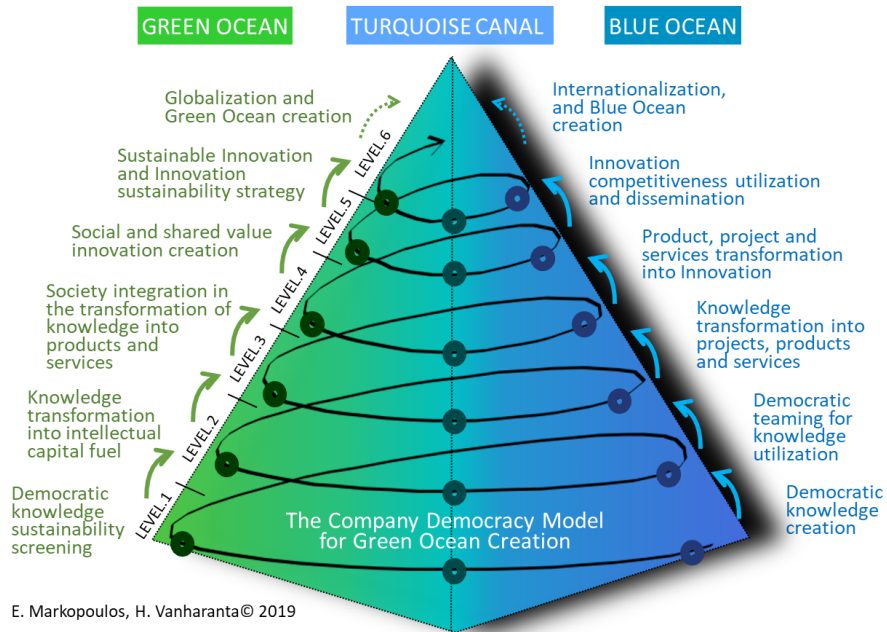 GREEN OCEAN
TURQUOISE CANAL
BLUE OCEAN
Globalization and
Green Ocean creation
Sustainable Innovation
and Innovation
sustainability strategy
Social and shared value
innovation creation
Society integration in
the transformation of
knowledge into
products and
services
Knowledge
transformation
into intellectual
capital fuel
Democratic
knowledge
sustainability
screening
LEVEL.6
LEVEL.5
LEVEL.4
LEVEL.3
LEVEL.2
LEVEL.1
Internationalization,
and Blue Ocean
creation
Innovation
competitiveness utilization
and dissemination
Product, project and
services transformation
into Innovation
Knowledge
transformation into
projects, products
and services
Democratic
teaming for
knowledge
utilization
Democratic
knowledge
creation
The Company Democracy Model
for Green Ocean Creation
E. Markopoulos, H. Vanharanta© 2019